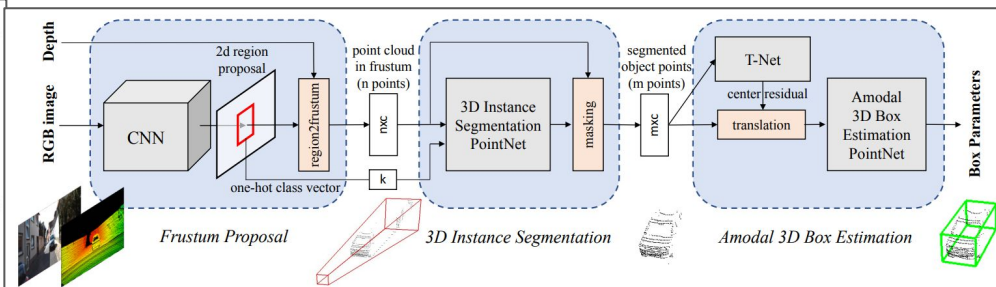 Depth
RGB image
CNN
2d region
proposal
region2frustum
one-hot class vector
Frustum Proposal
point cloud
in frustum
(n points)
nxc
k
3D Instance
Segmentation
PointNet
masking
3D Instance Segmentation
segmented
object points
(m points)
mxc
T-Net
center residual
translation
Amodal
3D Box
Estimation
PointNet
Amodal 3D Box Estimation
Box Parameters